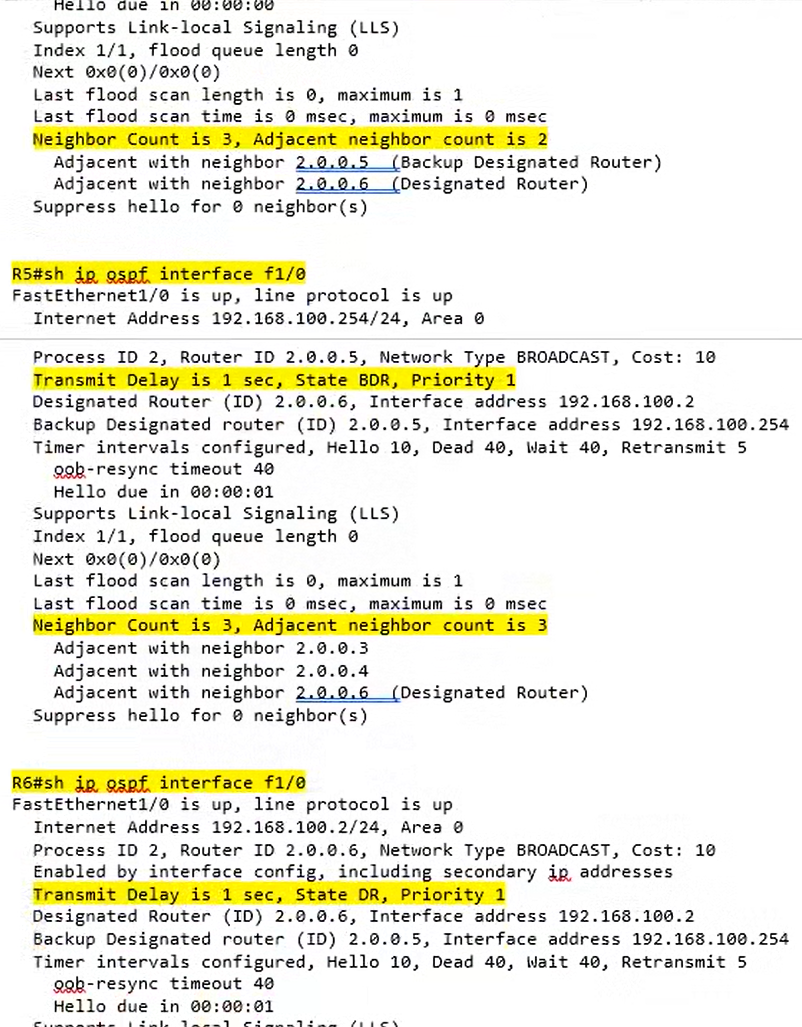 Hello due in 00:00:00
Supports Link-local Signaling (LLS)
Index 1/1, flood queue length 0
Next 0x0(0)/0x0(0)
Last flood scan length is 0, maximum is 1
Last flood scan time is 0 msec, maximum is 0 msec
Neighbor Count is 3, Adjacent neighbor count is 2
Adjacent with neighbor 2.0.0.5  (Backup Designated Router)
Adjacent with neighbor 2.0.0.6  (Designated Router)
Suppress hello for 0 neighbor(s)
R5#sh ip ospf interface f1/0
FastEthernet1/0 is up, line protocol is up
Internet Address 192.168.100.254/24, Area 0
Process ID 2, Router ID 2.0.0.5, Network Type BROADCAST, Cost: 10
Transmit Delay is 1 sec, State BDR, Priority 1
Designated Router (ID) 2.0.0.6, Interface address 192.168.100.2
Backup Designated router (ID) 2.0.0.5, Interface address 192.168.100.254
Timer intervals configured, Hello 10, Dead 40, Wait 40, Retransmit 5
oob-resync timeout 40
Hello due in 00:00:01
Supports Link-local Signaling (LLS)
Index 1/1, flood queue length 0
Next 0x0(0)/0x0(0)
Last flood scan length is 0, maximum is 1
Last flood scan time is 0 msec, maximum is 0 msec
Neighbor Count is 3, Adjacent neighbor count is 3
Adjacent with neighbor 2.0.0.3
Adjacent with neighbor 2.0.0.4
Adjacent with neighbor 2.0.0.6  (Designated Router)
Suppress hello for 0 neighbor(s)
R6#sh ip ospf interface f1/0
FastEthernet1/0 is up, line protocol is up
Internet Address 192.168.100.2/24, Area 0
Process ID 2, Router ID 2.0.0.6, Network Type BROADCAST, Cost: 10
Enabled by interface config, including secondary ip addresses
Transmit Delay is 1 sec, State DR, Priority 1
Designated Router (ID) 2.0.0.6, Interface address 192.168.100.2
Backup Designated router (ID) 2.0.0.5, Interface address 192.168.100.254
Timer intervals configured, Hello 10, Dead 40, Wait 40, Retransmit 5
oob-resync timeout 40
Hello due in 00:00:01
Supports Link-local Signaling (LLS)